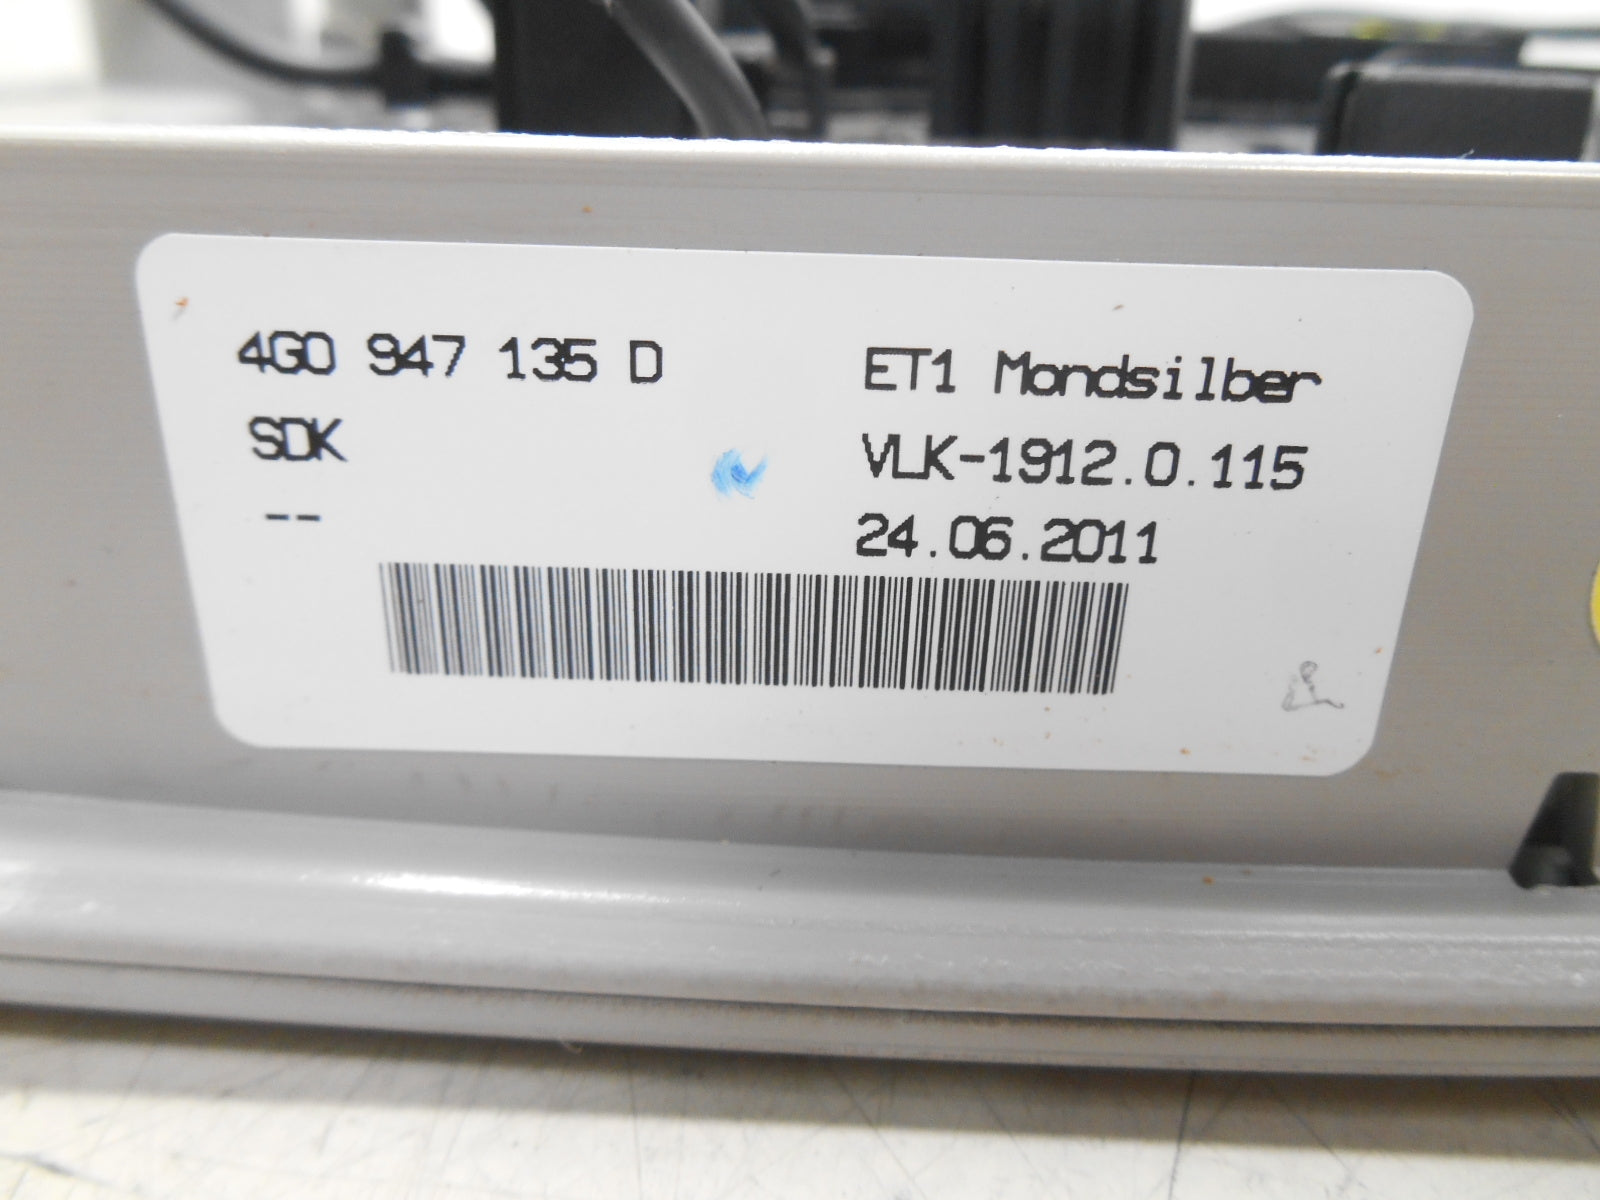 4G0 947 135 D
SDK
--
ET1 Mondsilber
VLK-1912.0.115
24.06.2011